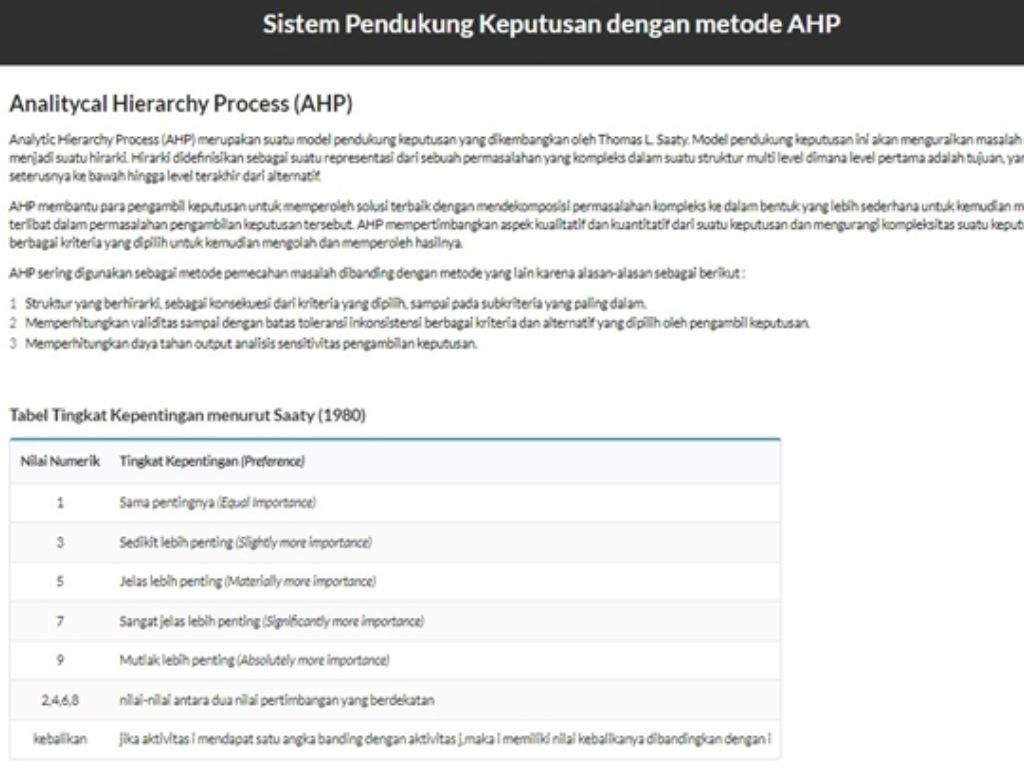 Sistem Pendukung Keputusan dengan metode AHP
Analitycal Hierarchy Process (AHP)
Analytic Hierarchy Process (AHP) merupakan suatu model pendukung keputusan yang dikembangkan oleh Thomas L. Saaty. Model pendukung keputusan ini akan menguraikan masalah
menjadi suatu hirarki. Hirarki didefinisikan sebagai suatu representasi dari sebuah permasalahan yang kompleks dalam suatu struktur multi level dimana level pertama adalah tujuan,
seterusnya ke bawah hingga level terakhir dari alternatif.
AHP membantu para pengambil keputusan untuk memperoleh solusi terbaik dengan mendekomposisi permasalahan kompleks ke dalam bentuk yang lebih sederhana untuk kemudian
terlibat dalam permasalahan pengambilan keputusan tersebut. AHP mempertimbangkan aspek kualitatif dan kuantitatif dari suatu keputusan dan mengurangi kompleksitas suatu
berbagai kriteria yang dipilih untuk kemudian mengolah dan memperoleh hasilnya.
AHP sering digunakan sebagai metode pemecahan masalah dibanding dengan metode yang lain karena alasan-alasan sebagai berikut :
1 Struktur yang berhirarki, sebagai konsekuesi dari kriteria yang dipilih, sampai pada subkriteria yang paling dalam.
2 Memperhitungkan validitas sampai dengan batas toleransi inkonsistensi berbagai kriteria dan alternatif yang dipilih oleh pengambil keputusan.
3 Memperhitungkan daya tahan output analisis sensitivitas pengambilan keputusan.
Tabel Tingkat Kepentingan menurut Saaty (1980)
Nilai Numerik Tingkat Kepentingan (Preference)
1 Sama pentingnya (Equal Importance)
3 Sedikit lebih penting (Slightly more importance)
5 Jelas lebih penting (Materially more importance)
7 Sangat jelas lebih penting (Significantly more importance)
9 Mutlak lebih penting (Absolutely more importance)
2,4,6,8 nilai-nilai antara dua nilai pertimbangan yang berdekatan
kebalikan jika aktivitas i mendapat satu angka banding dengan aktivitas j,maka i memiliki nilai kebalikanya dibandingkan dengan i